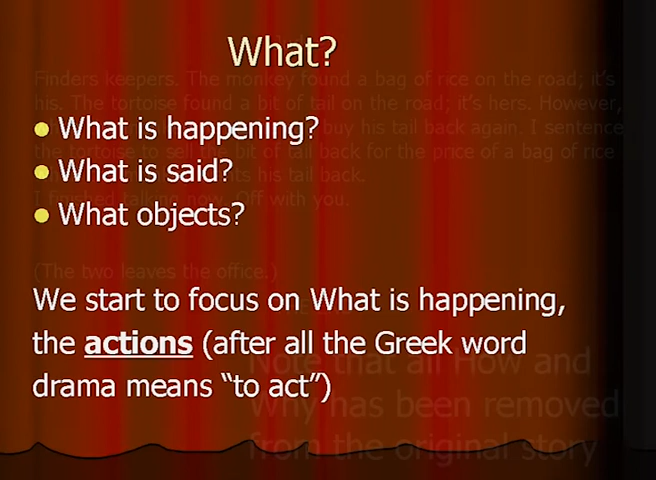 What?
Finders keepers. The monkey found a bag of rice on the road; it's
his. The tortoise found a bit of tail on the road; it's hers. However,
What is happening?
buy his tail back again. I sentence
the tortoise to sell the bit of tail back for the price of a bag of rice
What is said?
his tail back.
Off with you.
What objects?
(The two leaves the office.)
We start to focus on What is happening,
the actions (after all the Greek word
drama means “to act”)
Note that all How and
Why has been removed
from the original story